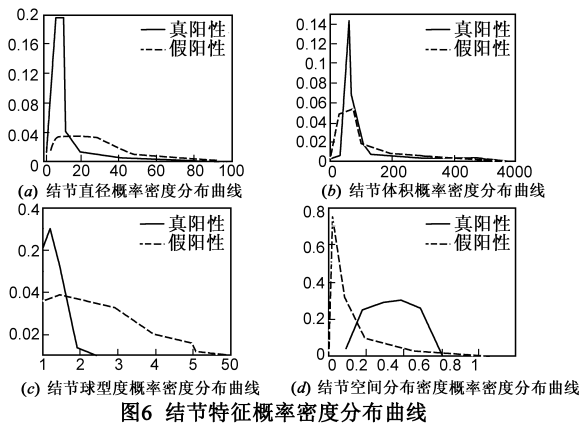 0.2
0.16
0.12
0.08
0.04
0
0 20 40 60 80 100
真阳性
假阳性
(a) 结节直径概率密度分布曲线
0.14
0.12
0.1
0.08
0.06
0.04
0.02
0
0 200 200 600 4000
真阳性
假阳性
(b) 结节体积概率密度分布曲线
0.4
0.2
0.04
0.02
1 2 3 4 5 50
真阳性
假阳性
(c) 结节球型度概率密度分布曲线
0.8
0.6
0.4
0.2
0
0 0.2 0.4 0.6 0.8 1
真阳性
假阳性
(d) 结节空间分布密度概率密度分布曲线
图6 结节特征概率密度分布曲线